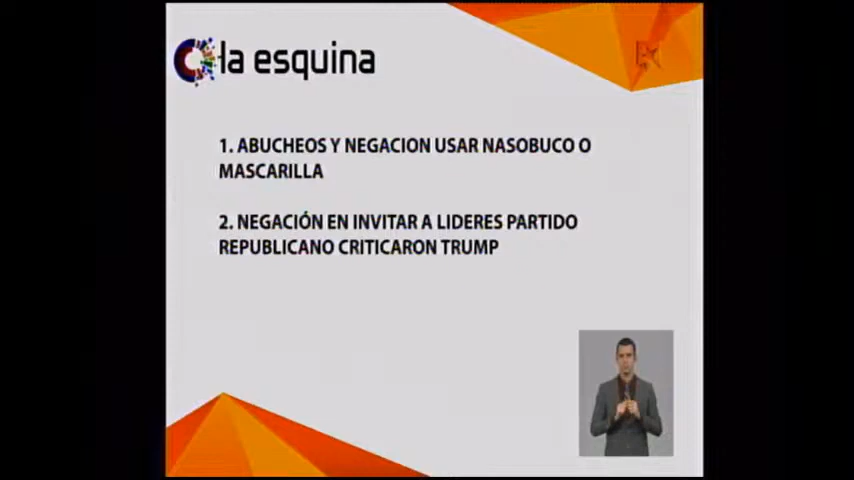 la esquina
1. ABUCHEOS Y NEGACION USAR NASOBUCO O
MASCARILLA
2. NEGACIÓN EN INVITAR A LIDERES PARTIDO
REPUBLICANO CRITICARON TRUMP